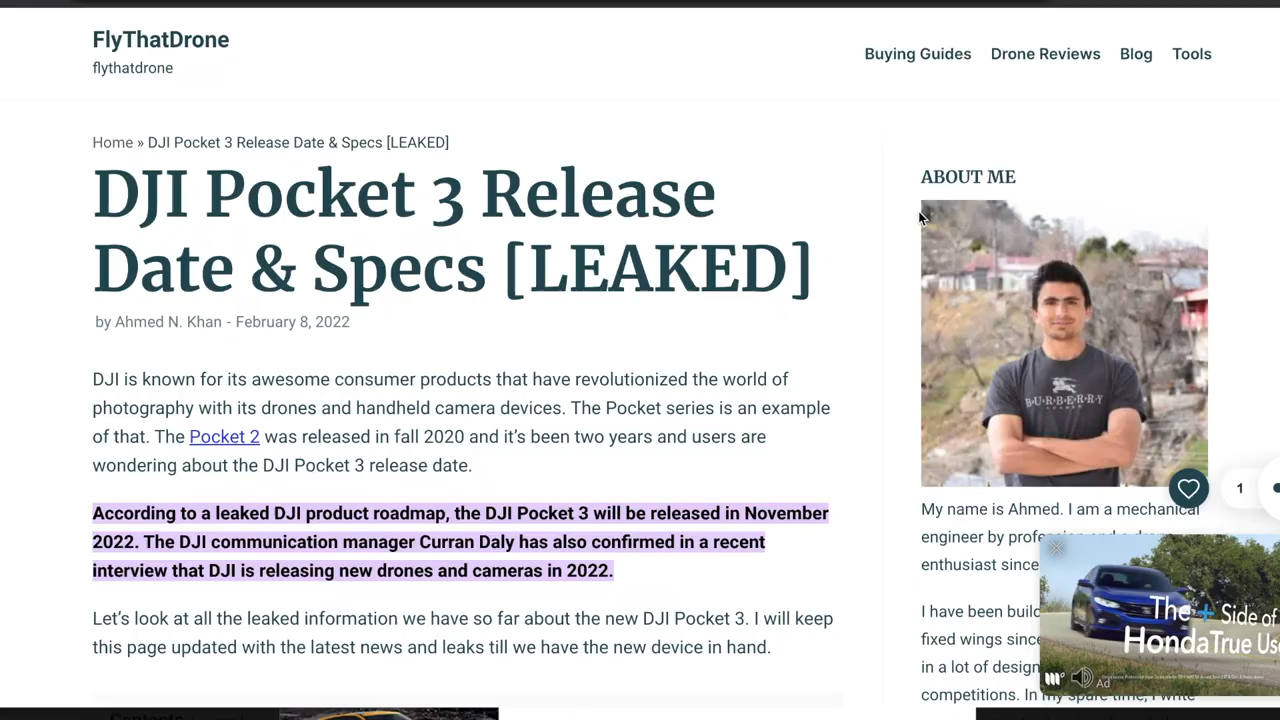 FlyThatDrone
flythatdrone
Buying Guides Drone Reviews Blog Tools
Home » DJI Pocket 3 Release Date & Specs [LEAKED]
DJI Pocket 3 Release
Date & Specs [LEAKED]
by Ahmed N. Khan - February 8, 2022
DJI is known for its awesome consumer products that have revolutionized the world of
photography with its drones and handheld camera devices. The Pocket series is an example
of that. The Pocket 2 was released in fall 2020 and it’s been two years and users are
wondering about the DJI Pocket 3 release date.
According to a leaked DJI product roadmap, the DJI Pocket 3 will be released in November
2022. The DJI communication manager Curran Daly has also confirmed in a recent
interview that DJI is releasing new drones and cameras in 2022.
Let’s look at all the leaked information we have so far about the new DJI Pocket 3. I will keep
this page updated with the latest news and leaks till we have the new device in hand.
ABOUT ME
BURBERRY
1
My name is Ahmed. I am a mechanical
engineer by
enthusiast since
I have been
fixed wings since
in a lot of
competitions. In my spare time, I write
The + Side of
HondaTrue
Ad